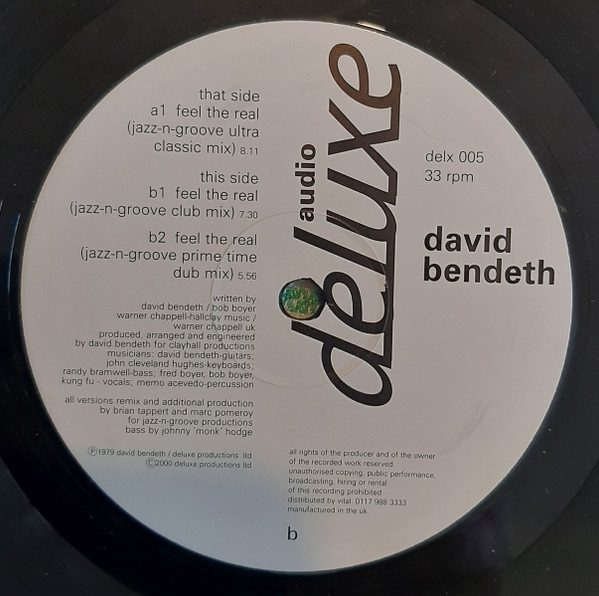 that side
a1 feel the real
(jazz-n-groove ultra
classic mix) 8.11
this side
b1 feel the real
(jazz-n-groove club mix) 7.30
b2 feel the real
(jazz-n-groove prime time
dub mix) 5.56
written by
david bendeth / bob boyer
warner chappell-hallclay music /
warner chappell uk
produced, arranged and engineered
by david bendeth for clayhall productions
musicians: david bendeth-guitars;
john cleveland hughes-keyboards;
randy bramwell-bass; fred boyer, bob boyer,
kung fu - vocals; memo acevedo-percussion
all versions remix and additional production
by brian tappert and marc pomeroy
for jazz-n-groove productions
bass by johnny 'monk' hodge
Ⓟ1979 david bendeth / deluxe productions ltd
©2000 deluxe productions ltd
audio
deluxe
delx 005
33 rpm
david
bendeth
all rights of the producer and of the owner
of the recorded work reserved.
unauthorised copying, public performance,
broadcasting, hiring or rental
of this recording prohibited.
distributed by vital. 0117 988 3333
manufactured in the uk.
b